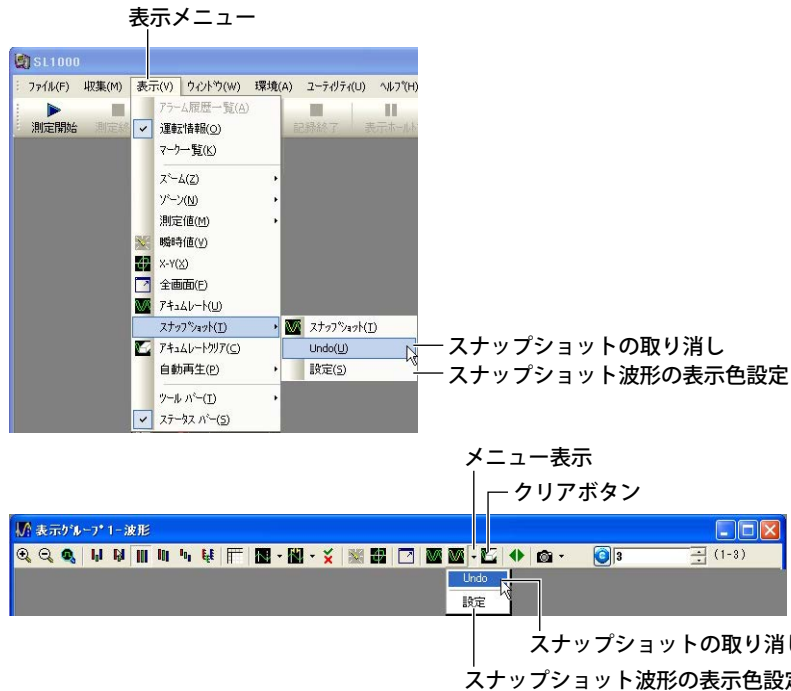 表示メニュー
SL1000
ファイル(F) 収集(M) 表示(V) ウィンドウ(W) 環境(A) ユーティリティ(U) ヘルプ(H)
測定開始 測定終 記録終了 表示ホールド
アラーム履歴一覧(A)
運転情報(O)
マーク一覧(K)
ズーム(Z)
ゾーン(N)
測定値(M)
瞬時値(V)
X-Y(X)
全画面(F)
アキュムレート(U)
スナップショット(I) スナップショット(I)
アキュムレートクリア(C) Undo(U) スナップショットの取り消し
自動再生(P) 設定(S) スナップショット波形の表示色設定
ツール バー(T)
ステータス バー(S)
メニュー表示
クリアボタン
表示グループ1-波形
3 (1-3)
Undo
設定
スナップショットの取り消し
スナップショット波形の表示色設定